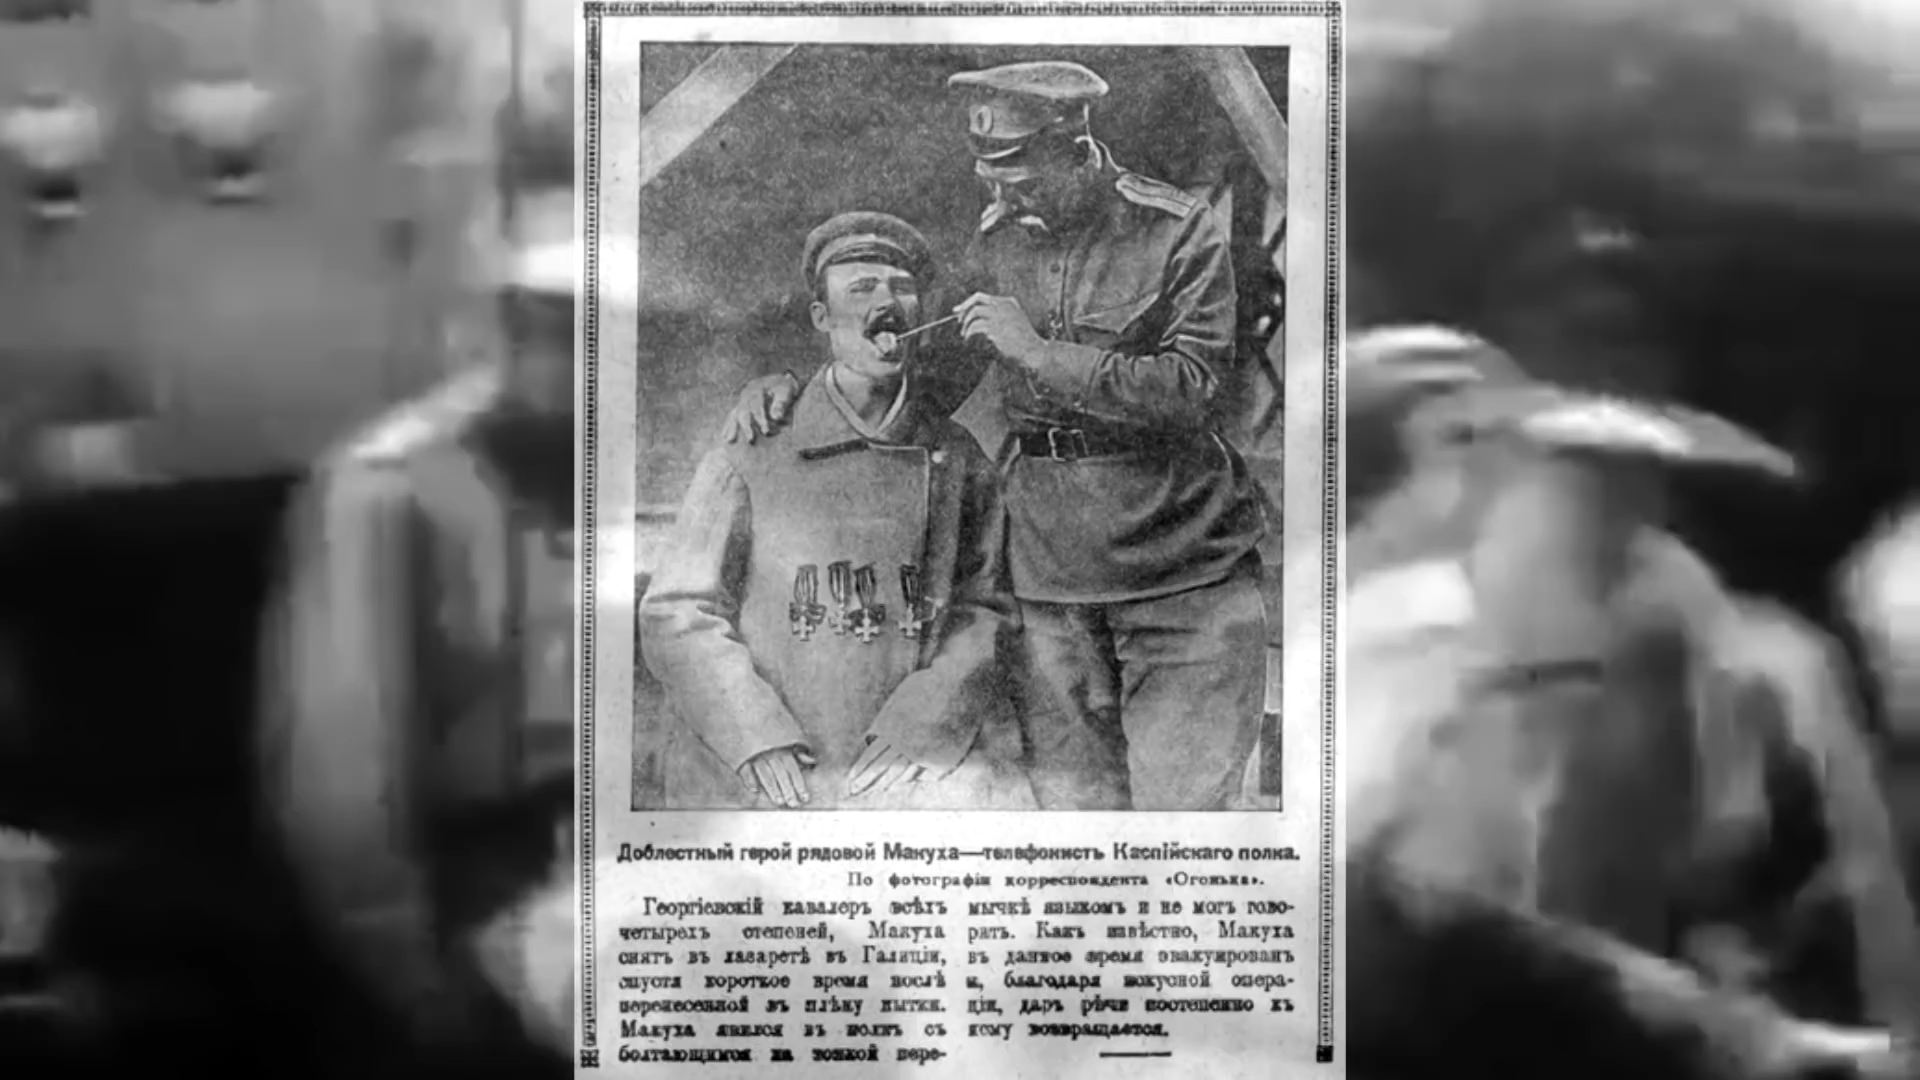 Доблестный герой рядовой Макуха—телефонистъ Каспійскаго полка.
По фотографіи корреспондента «Огонька».
Георгіевскій кавалеръ всѣхъ
четырехъ степеней, Макуха
снятъ въ лазаретѣ въ Галиціи,
спустя короткое время послѣ
перенесенной въ плѣну пытки.
Макуха явился въ полкъ съ
болтающимся на тонкой пере-
мычкѣ языкомъ и не могъ гово-
рить. Какъ извѣстно, Макуха
въ данное время эвакуированъ
и, благодаря искусной опера-
ціи, даръ рѣчи постепенно къ
нему возвращается.